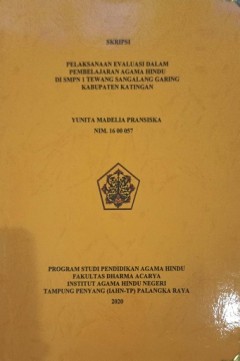 SKRIPSI
PELAKSANAAN EVALUASI DALAM
PEMBELAJARAN AGAMA HINDU
DI SMPN 1 TEWANG SANGALANG GARING
KABUPATEN KATINGAN
YUNITA MADELIA PRANSISKA
NIM. 16 00 057
PROGRAM STUDI PENDIDIKAN AGAMA HINDU
FAKULTAS DHARMA ACARYA
INSTITUT AGAMA HINDU NEGERI
TAMPUNG PENYANG (IAHN-TP) PALANGKA RAYA
2020